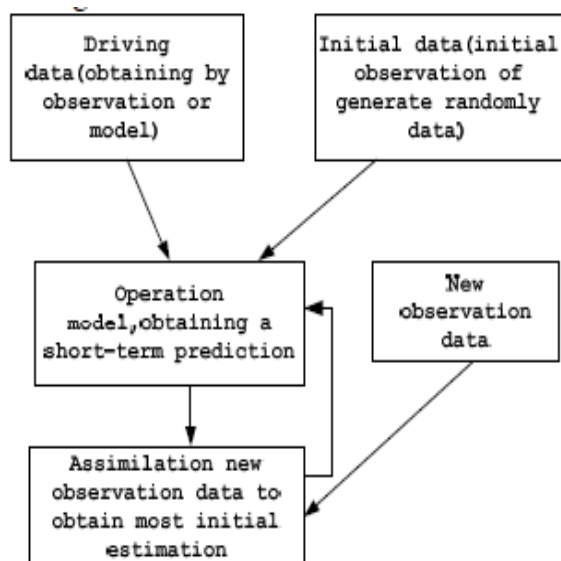 Driving
data(obtaining by
observation or
model)
Initial data(initial
observation of
generate randomly
data)
Operation
model,obtaining a
short-term prediction
New
observation
data
Assimilation new
observation data to
obtain most initial
estimation